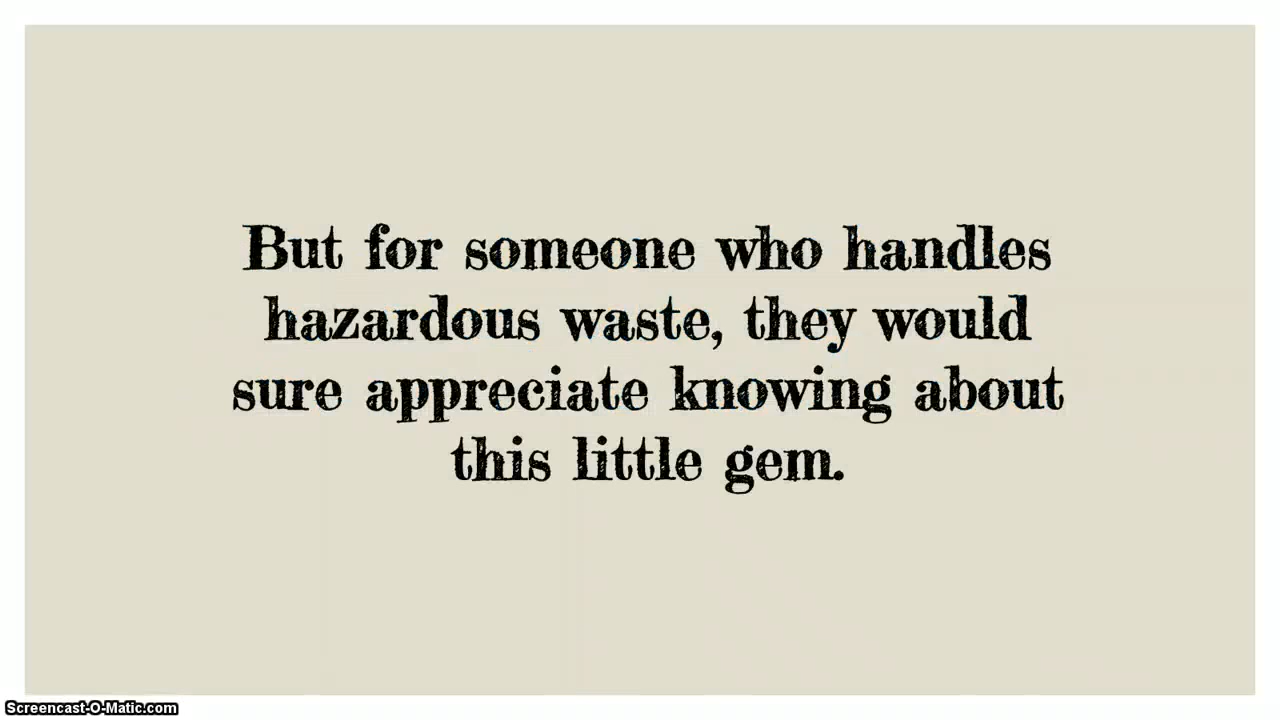 But for someone who handles
hazardous waste, they would
sure appreciate knowing about
this little gem.
Screencast-O-Matic.com